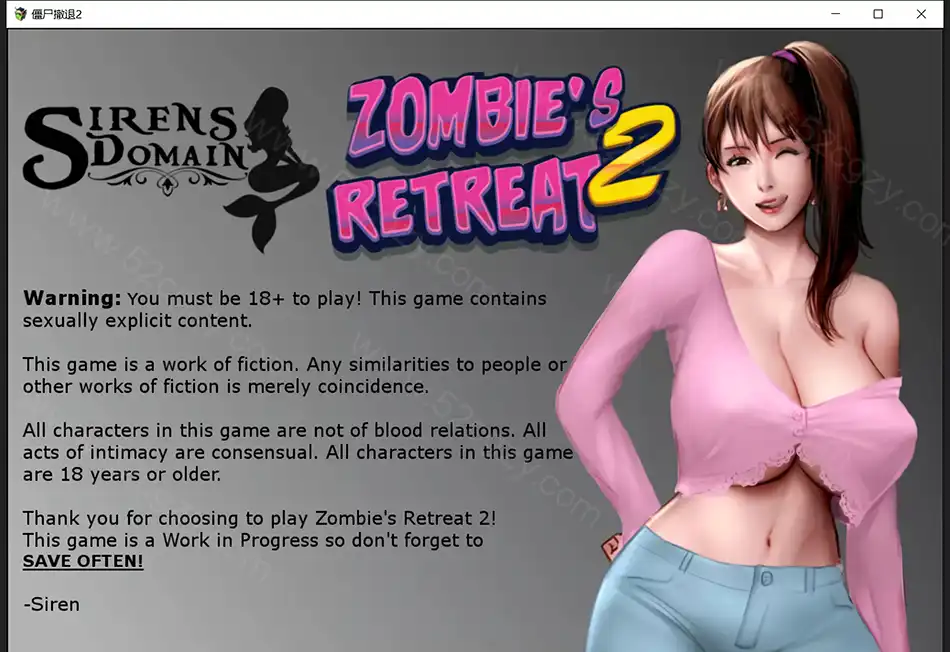 僵尸撤退2
SIRENS
DOMAIN
ZOMBIE'S
RETREAT 2
Warning: You must be 18+ to play! This game contains
sexually explicit content.
This game is a work of fiction. Any similarities to people or
other works of fiction is merely coincidence.
All characters in this game are not of blood relations. All
acts of intimacy are consensual. All characters in this game
are 18 years or older.
Thank you for choosing to play Zombie's Retreat 2!
This game is a Work in Progress so don't forget to
SAVE OFTEN!
-Siren